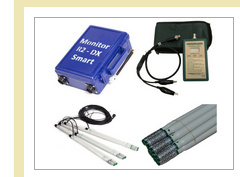 Monitor
R2 - DX
Smart